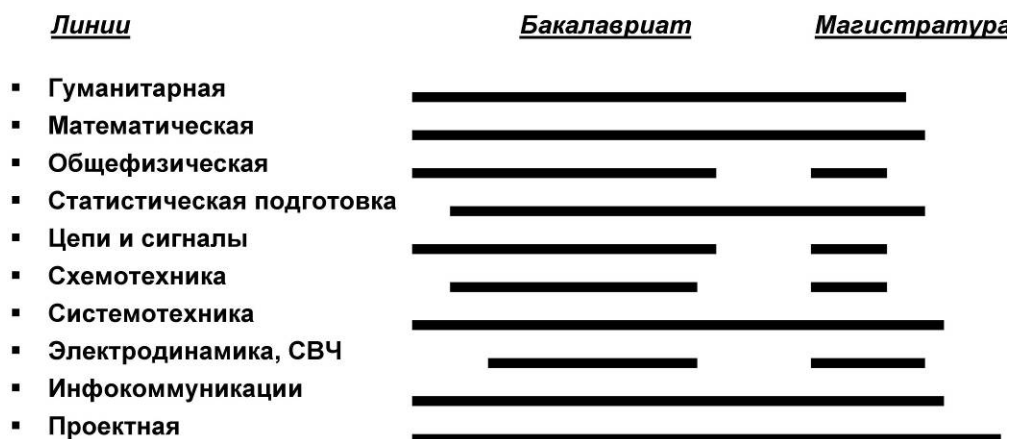 Линии Бакалавриат Магистратура
▪ Гуманитарная
▪ Математическая
▪ Общефизическая
▪ Статистическая подготовка
▪ Цепи и сигналы
▪ Схемотехника
▪ Системотехника
▪ Электродинамика, СВЧ
▪ Инфокоммуникации
▪ Проектная